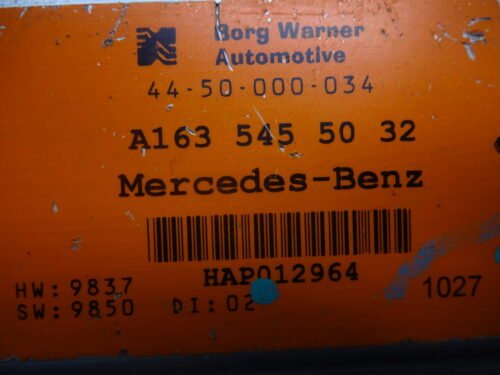 Borg Warner
Automotive
44-50-000-034
A163 545 50 32
Mercedes-Benz
HAP012964
HW: 9837
SW: 9850 DI: 02
1027